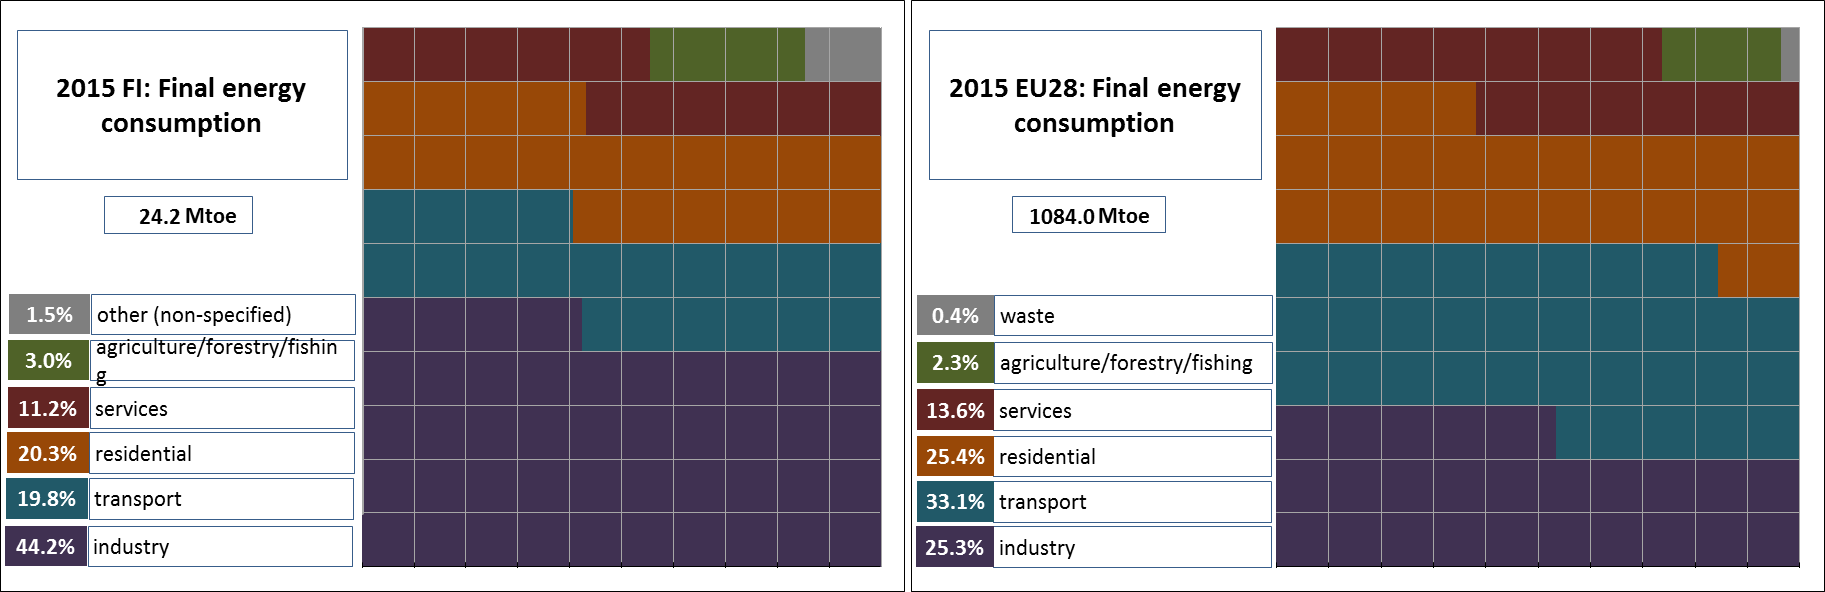 2015 FI: Final energy
consumption
24.2 Mtoe
1.5% other (non-specified)
3.0% agriculture/forestry/fishin
g
11.2% services
20.3% residential
19.8% transport
44.2% industry
2015 EU28: Final energy
consumption
1084.0 Mtoe
0.4% waste
2.3% agriculture/forestry/fishing
13.6% services
25.4% residential
33.1% transport
25.3% industry